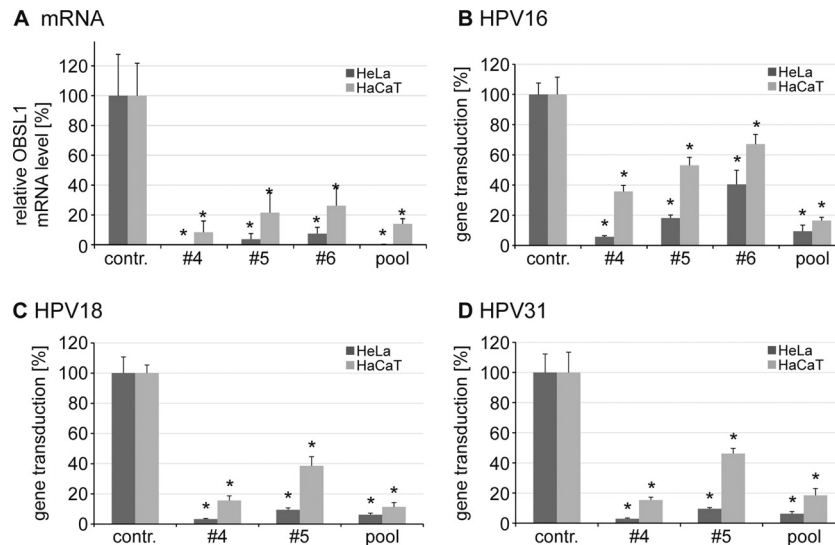 A mRNA
relative OBSL1
mRNA level [%]
120
100
80
60
40
20
0
HeLa
HaCaT
* * * * * * * *
contr. #4 #5 #6 pool
B HPV16
gene transduction [%]
120
100
80
60
40
20
0
HeLa
HaCaT
* * * * * * * *
contr. #4 #5 #6 pool
C HPV18
gene transduction [%]
120
100
80
60
40
20
0
HeLa
HaCaT
* * * * * *
contr. #4 #5 pool
D HPV31
gene transduction [%]
120
100
80
60
40
20
0
HeLa
HaCaT
* * * * * *
contr. #4 #5 pool